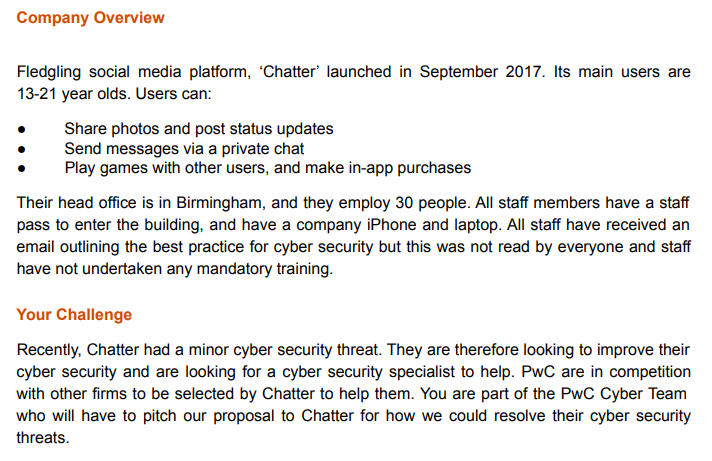 Company Overview
Fledgling social media platform, ‘Chatter’ launched in September 2017. Its main users are
13-21 year olds. Users can:
● Share photos and post status updates
● Send messages via a private chat
● Play games with other users, and make in-app purchases
Their head office is in Birmingham, and they employ 30 people. All staff members have a staff
pass to enter the building, and have a company iPhone and laptop. All staff have received an
email outlining the best practice for cyber security but this was not read by everyone and staff
have not undertaken any mandatory training.
Your Challenge
Recently, Chatter had a minor cyber security threat. They are therefore looking to improve their
cyber security and are looking for a cyber security specialist to help. PwC are in competition
with other firms to be selected by Chatter to help them. You are part of the PwC Cyber Team
who will have to pitch our proposal to Chatter for how we could resolve their cyber security
threats.